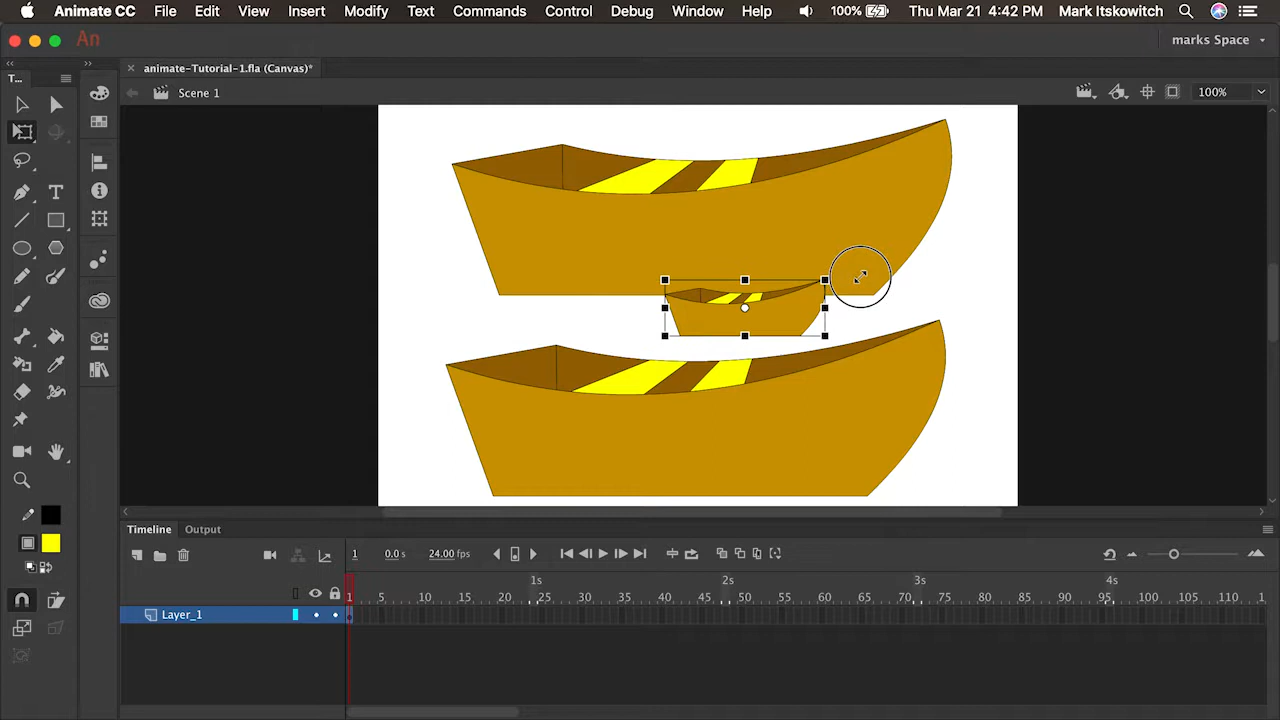 Animate CC File Edit View Insert Modify Text Commands Control Debug Window Help 100% Thu Mar 21 4:42 PM Mark Itskowitch
An marks Space
T... animate-Tutorial-1.fla (Canvas)*
Scene 1 100%
T
Timeline Output
1 0.0 s 24.00 fps
1s 2s 3s 4s
1 5 10 15 20 25 30 35 40 45 50 55 60 65 70 75 80 85 90 95 100 105 110 1
Layer_1